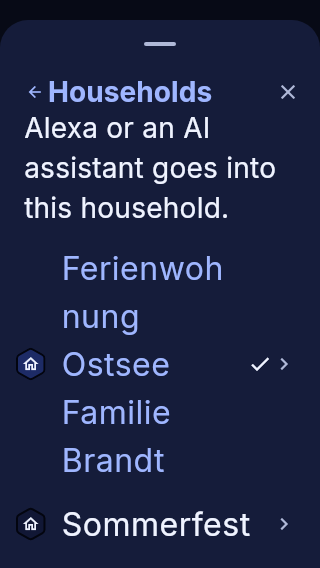 Households
Alexa or an AI
assistant goes into
this household.
Ferienwoh
nung
Ostsee
Familie
Brandt
Sommerfest